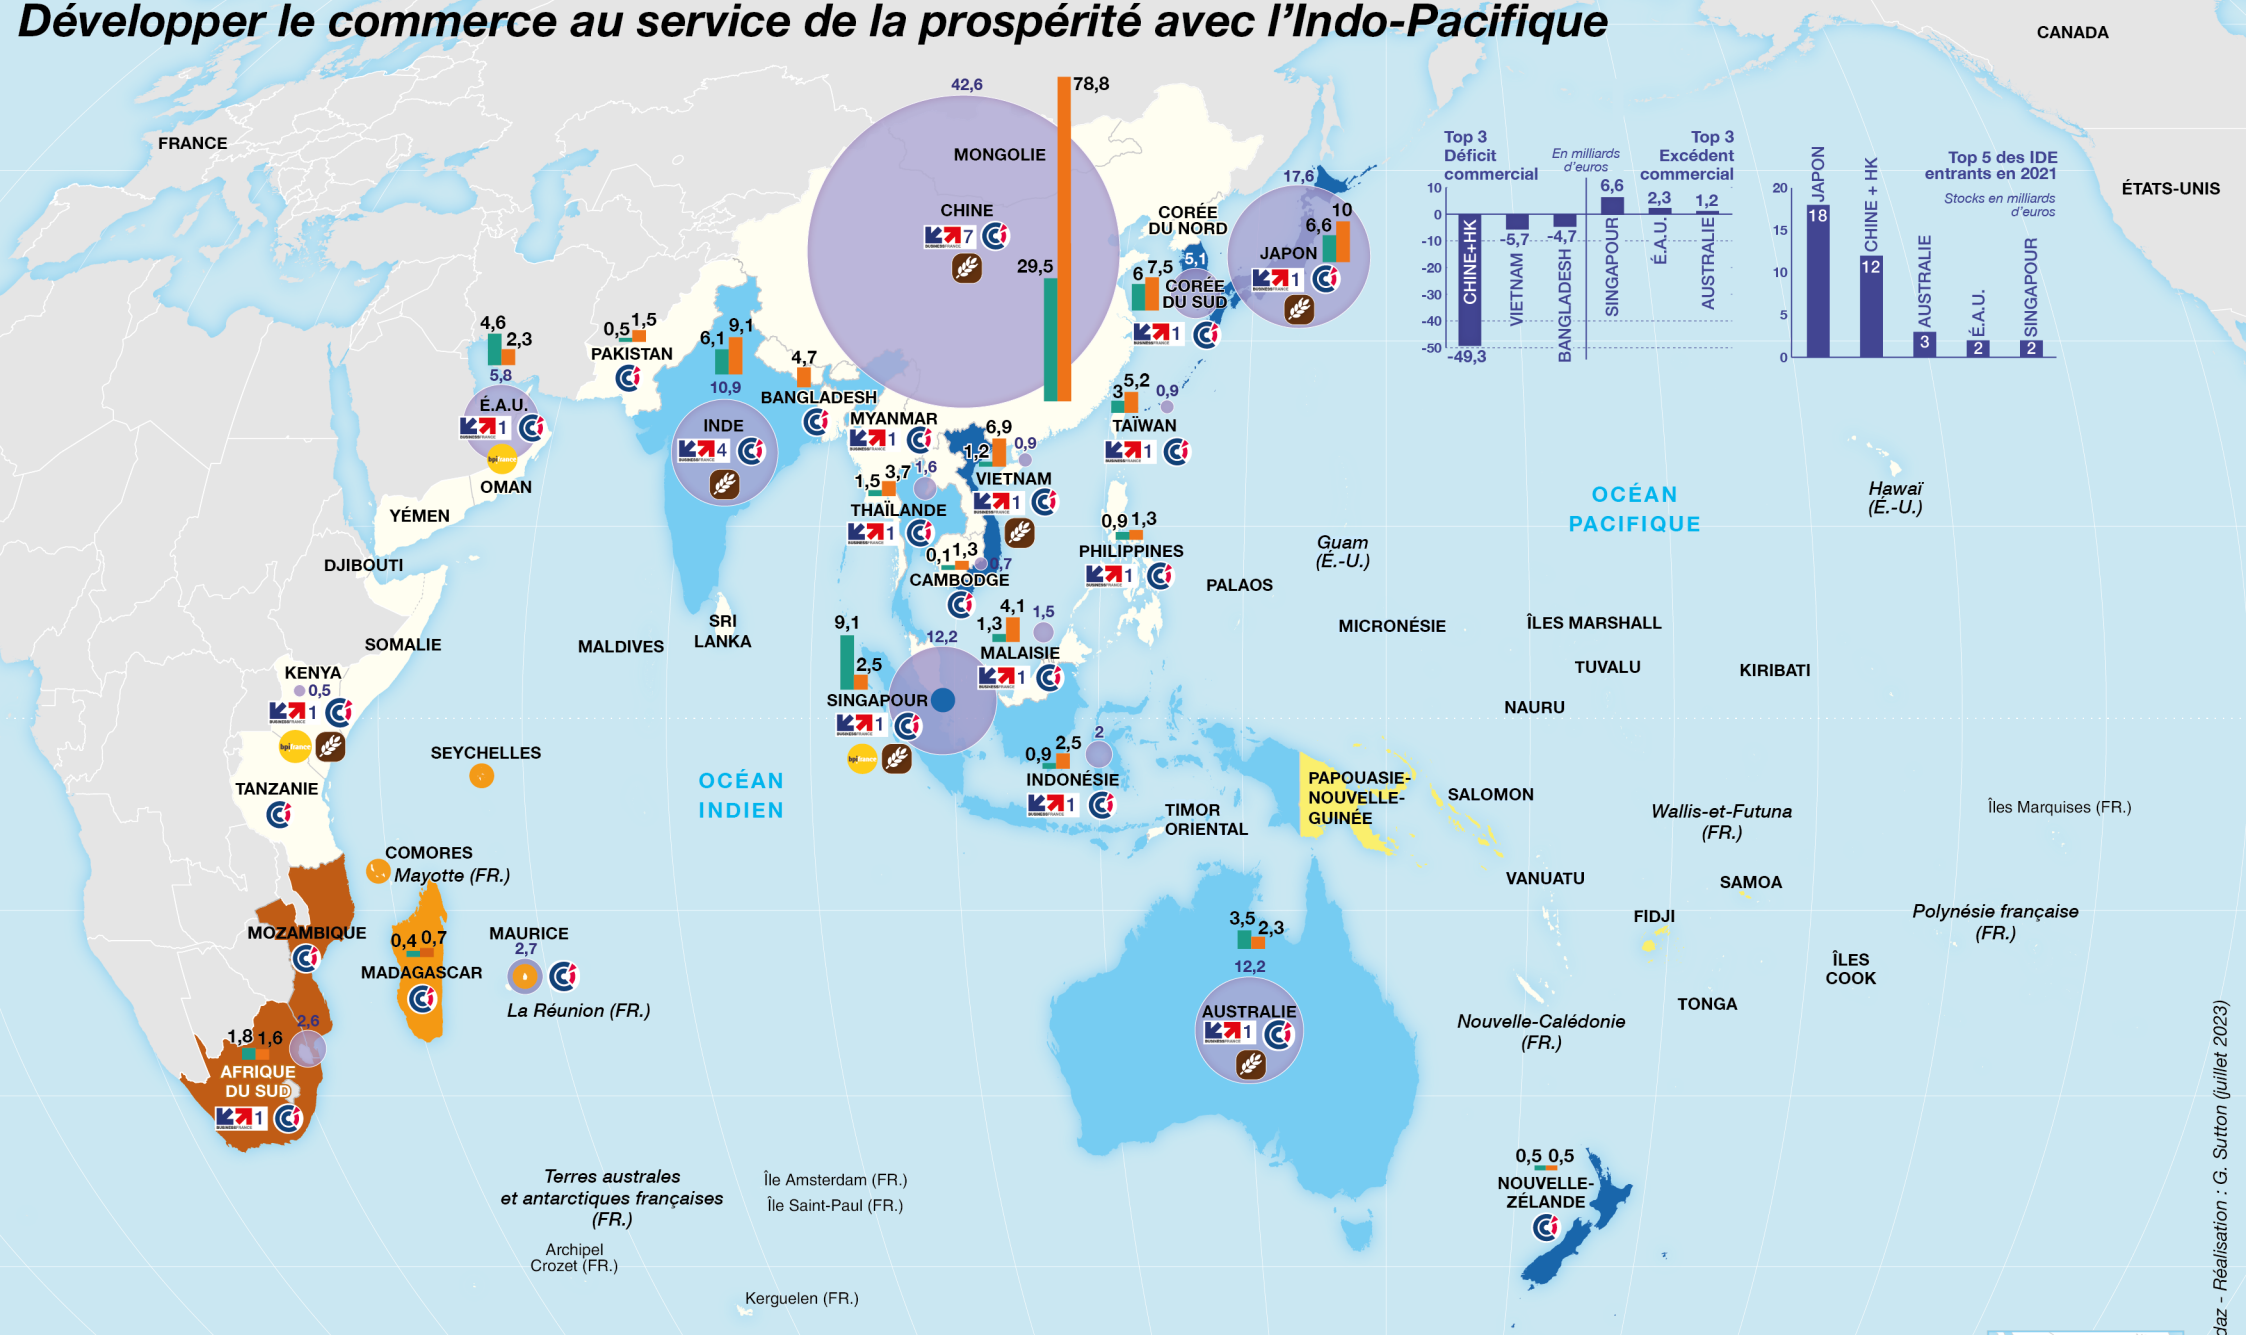 Développer le commerce au service de la prospérité avec l'Indo-Pacifique
CANADA
FRANCE
ÉTATS-UNIS
42,6
78,8
MONGOLIE
CHINE
7
29,5
17,6
10
6,6
JAPON
1
CORÉE
DU NORD
5,1
6
7,5
CORÉE
DU SUD
1
Top 3
Déficit
commercial
En milliards
d'euros
Top 3
Excédent
commercial
10
0
-10
-20
-30
-40
-50
CHINE+HK
-49,3
VIETNAM
-5,7
BANGLADESH
-4,7
SINGAPOUR
6,6
É.A.U.
2,3
AUSTRALIE
1,2
Top 5 des IDE
entrants en 2021
Stocks en milliards
d'euros
20
15
10
5
0
JAPON
18
CHINE + HK
12
AUSTRALIE
3
É.A.U.
2
SINGAPOUR
2
4,6
2,3
5,8
É.A.U.
1
bpifrance
OMAN
YÉMEN
DJIBOUTI
SOMALIE
0,5
1,5
PAKISTAN
6,1
9,1
10,9
INDE
4
4,7
BANGLADESH
MYANMAR
1
3
5,2
0,9
TAÏWAN
1
1,2
6,9
0,9
VIETNAM
1
1,5
3,7
1,6
THAÏLANDE
1
0,1
1,3
0,7
CAMBODGE
0,9
1,3
PHILIPPINES
1
OCÉAN
PACIFIQUE
Hawaï
(É.-U.)
Guam
(É.-U.)
PALAOS
MICRONÉSIE
ÎLES MARSHALL
TUVALU
KIRIBATI
NAURU
SRI
LANKA
MALDIVES
1,3
4,1
1,5
MALAISIE
1
9,1
2,5
12,2
SINGAPOUR
1
bpifrance
KENYA
0,5
1
bpifrance
SEYCHELLES
TANZANIE
OCÉAN
INDIEN
0,9
2,5
2
INDONÉSIE
1
TIMOR
ORIENTAL
PAPOUASIE-
NOUVELLE-
GUINÉE
SALOMON
Wallis-et-Futuna
(FR.)
Îles Marquises (FR.)
VANUATU
SAMOA
FIDJI
Polynésie française
(FR.)
ÎLES
COOK
TONGA
Nouvelle-Calédonie
(FR.)
COMORES
Mayotte (FR.)
MOZAMBIQUE
0,4
0,7
MADAGASCAR
MAURICE
2,7
La Réunion (FR.)
1,8
1,6
2,6
AFRIQUE
DU SUD
1
3,5
2,3
12,2
AUSTRALIE
1
0,5
0,5
NOUVELLE-
ZÉLANDE
Terres australes
et antarctiques françaises
(FR.)
Île Amsterdam (FR.)
Île Saint-Paul (FR.)
Archipel
Crozet (FR.)
Kerguelen (FR.)
daz - Réalisation : G. Sutton (juillet 2023)